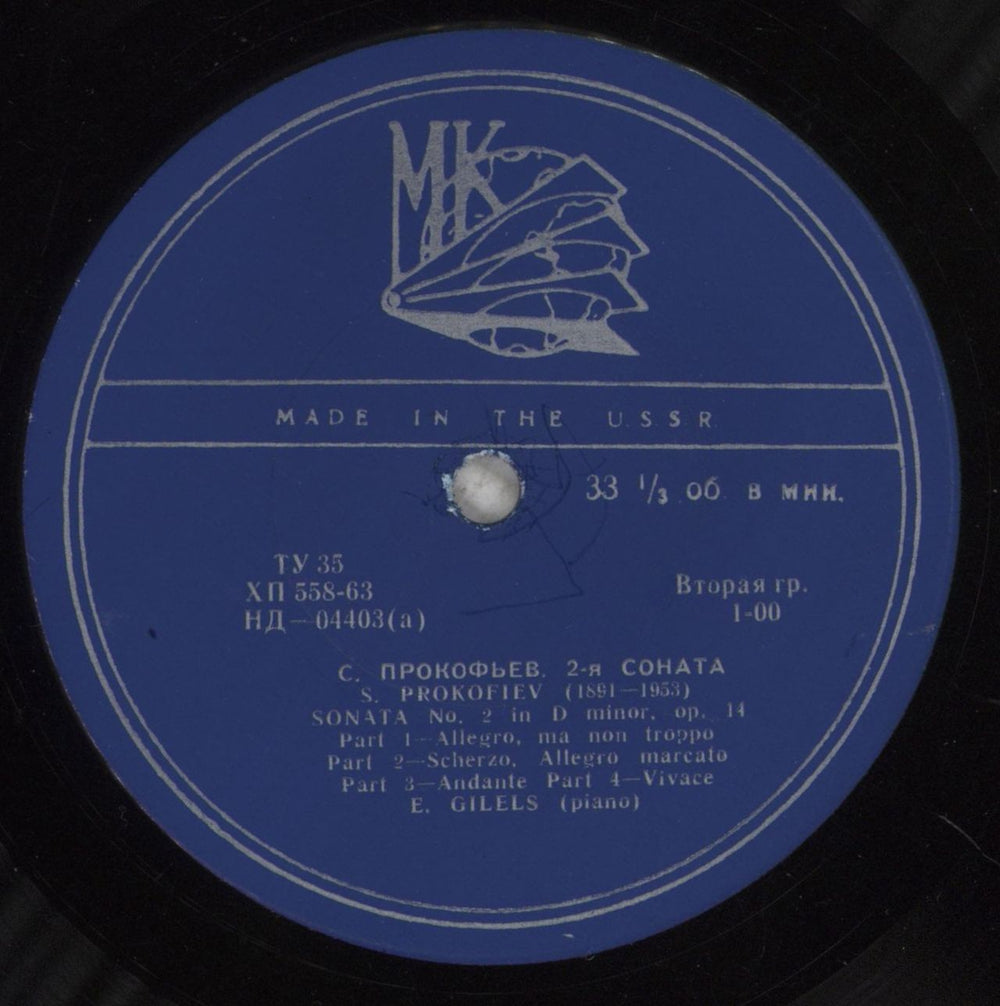 МК
MADE IN THE U.S.S.R.
33 1/3 об. в мин.
ТУ 35
ХП 558-63
НД—04403(а)
Вторая гр.
1-00
С. ПРОКОФЬЕВ. 2-я СОНАТА
S. PROKOFIEV (1891—1953)
SONATA No. 2 in D minor, op. 14
Part 1—Allegro, ma non troppo
Part 2—Scherzo, Allegro marcato
Part 3—Andante Part 4—Vivace
E. GILELS (piano)